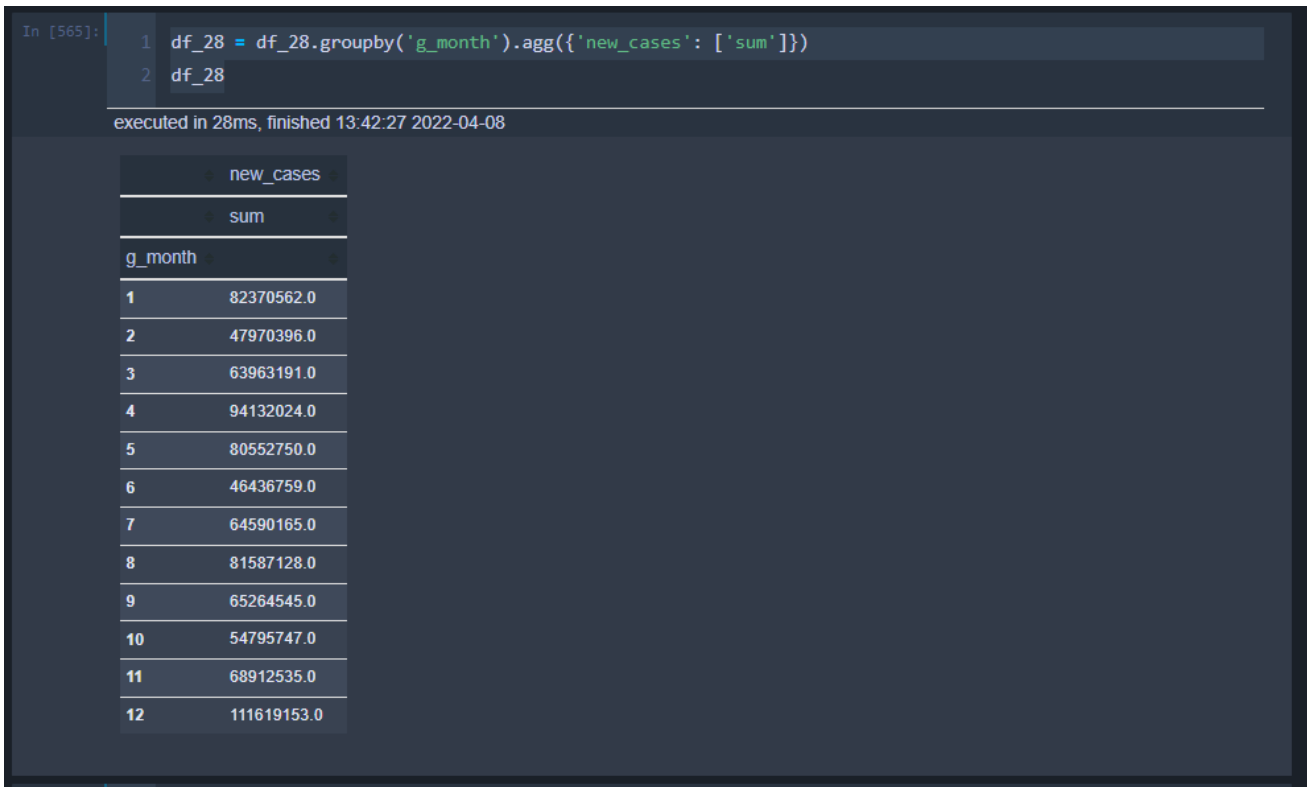 In [565]:
1 df_28 = df_28.groupby('g_month').agg({'new_cases': ['sum']})
2 df_28
executed in 28ms, finished 13:42:27 2022-04-08
new_cases
sum
g_month
1 82370562.0
2 47970396.0
3 63963191.0
4 94132024.0
5 80552750.0
6 46436759.0
7 64590165.0
8 81587128.0
9 65264545.0
10 54795747.0
11 68912535.0
12 111619153.0